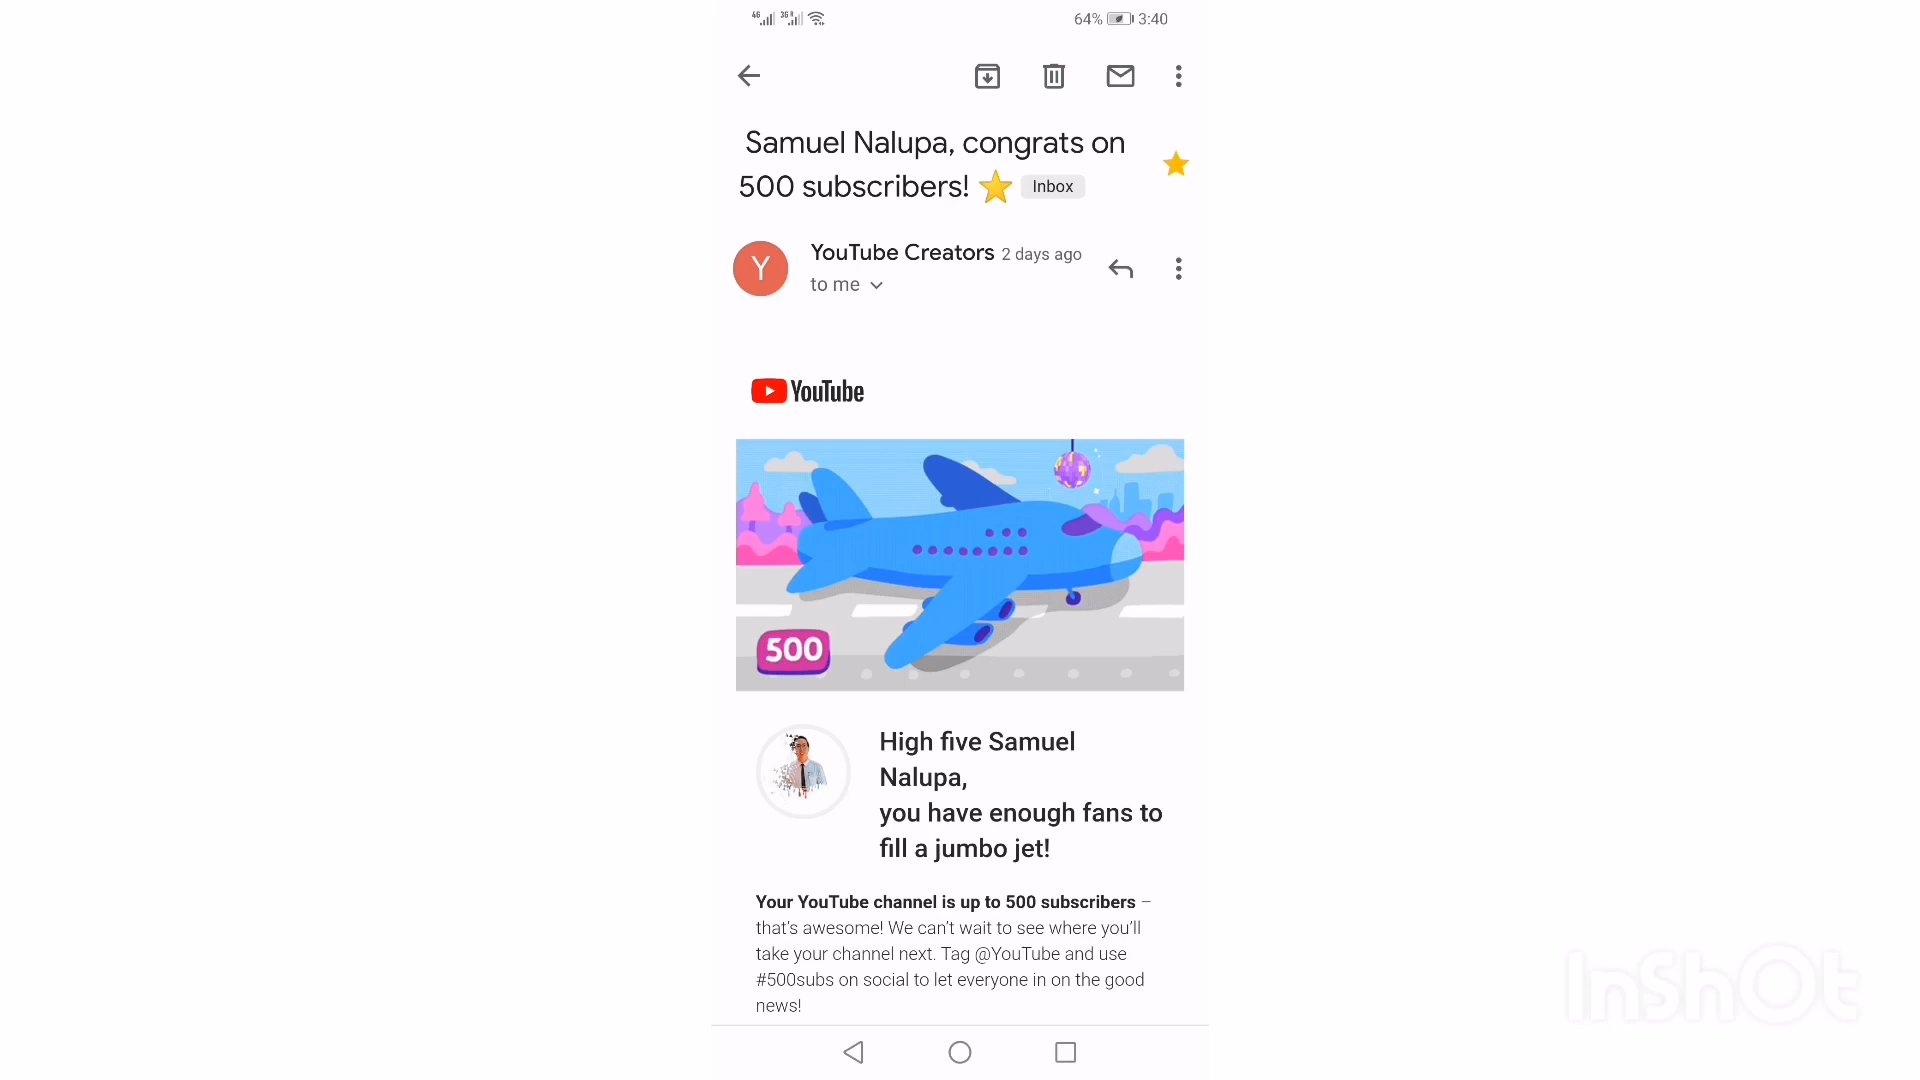 4G 3G R 64% 3:40
Samuel Nalupa, congrats on
500 subscribers! ⭐ Inbox
Y YouTube Creators 2 days ago
to me
YouTube
500
High five Samuel
Nalupa,
you have enough fans to
fill a jumbo jet!
Your YouTube channel is up to 500 subscribers –
that's awesome! We can't wait to see where you'll
take your channel next. Tag @YouTube and use
#500subs on social to let everyone in on the good
news!
InShOt